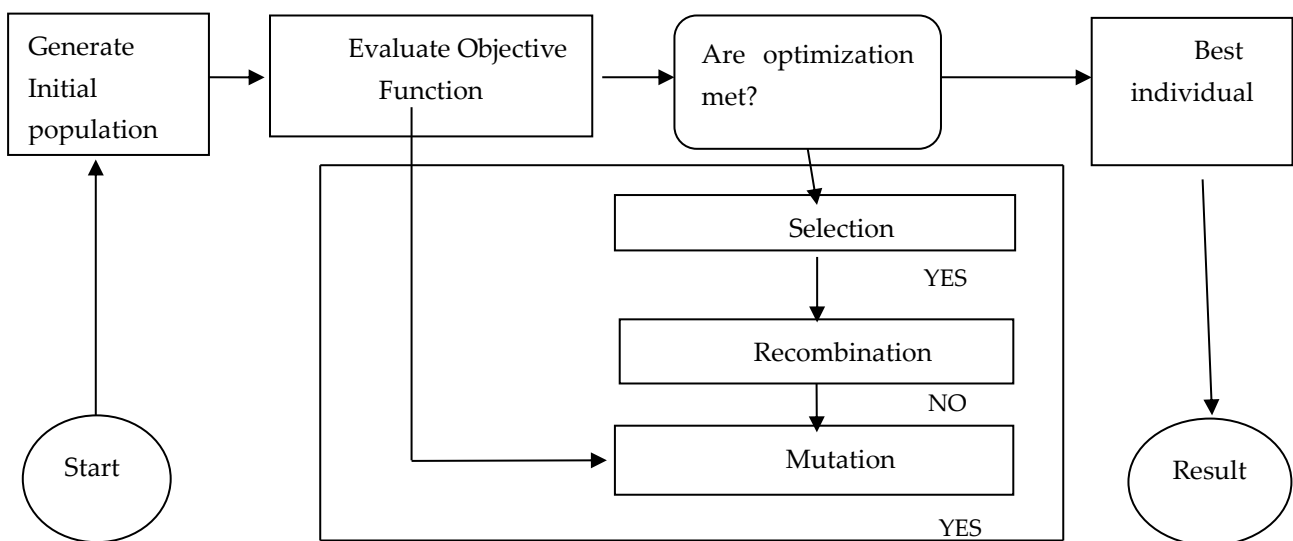 Generate
Initial
population
Evaluate Objective
Function
Are optimization
met?
Best
individual
Selection
YES
Recombination
NO
Mutation
YES
Start
Result